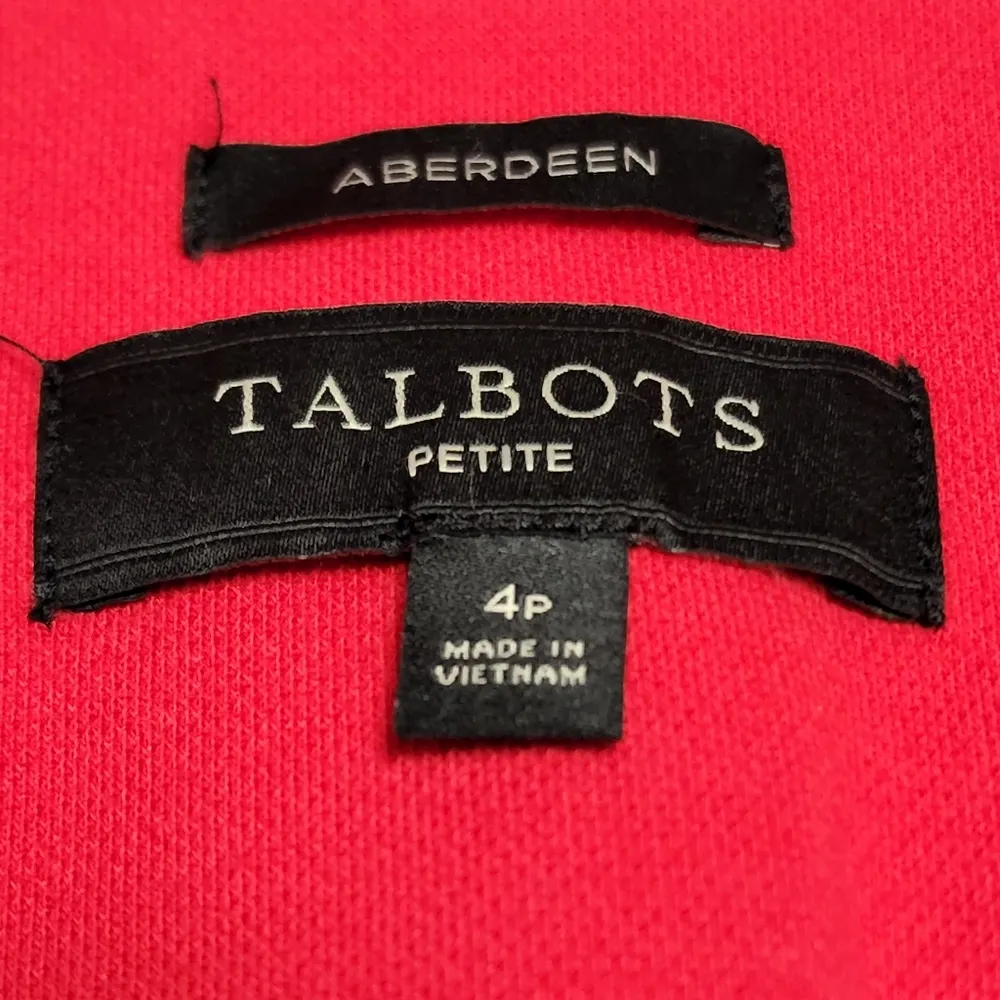 ABERDEEN
TALBOTS
PETITE
4P
MADE IN
VIETNAM